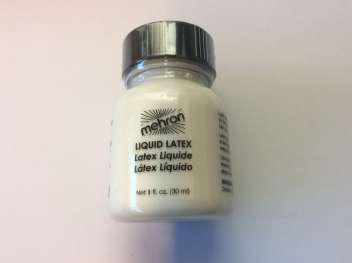 mehron
LIQUID LATEX
Latex Liquide
Látex Líquido
Net 1 fl. oz. (30 ml)